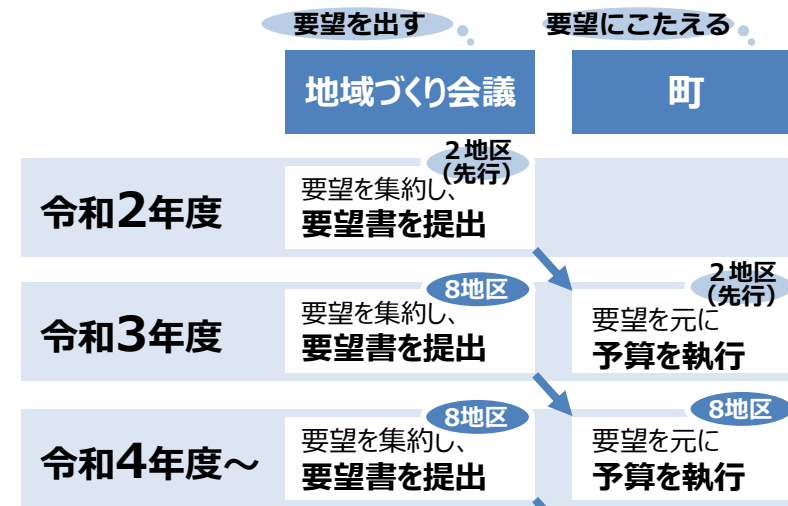 要望を出す
要望にこたえる
地域づくり会議
町
令和2年度
2地区
(先行)
要望を集約し、
要望書を提出
令和3年度
8地区
要望を集約し、
要望書を提出
2地区
(先行)
要望を元に
予算を執行
令和4年度～
8地区
要望を集約し、
要望書を提出
8地区
要望を元に
予算を執行